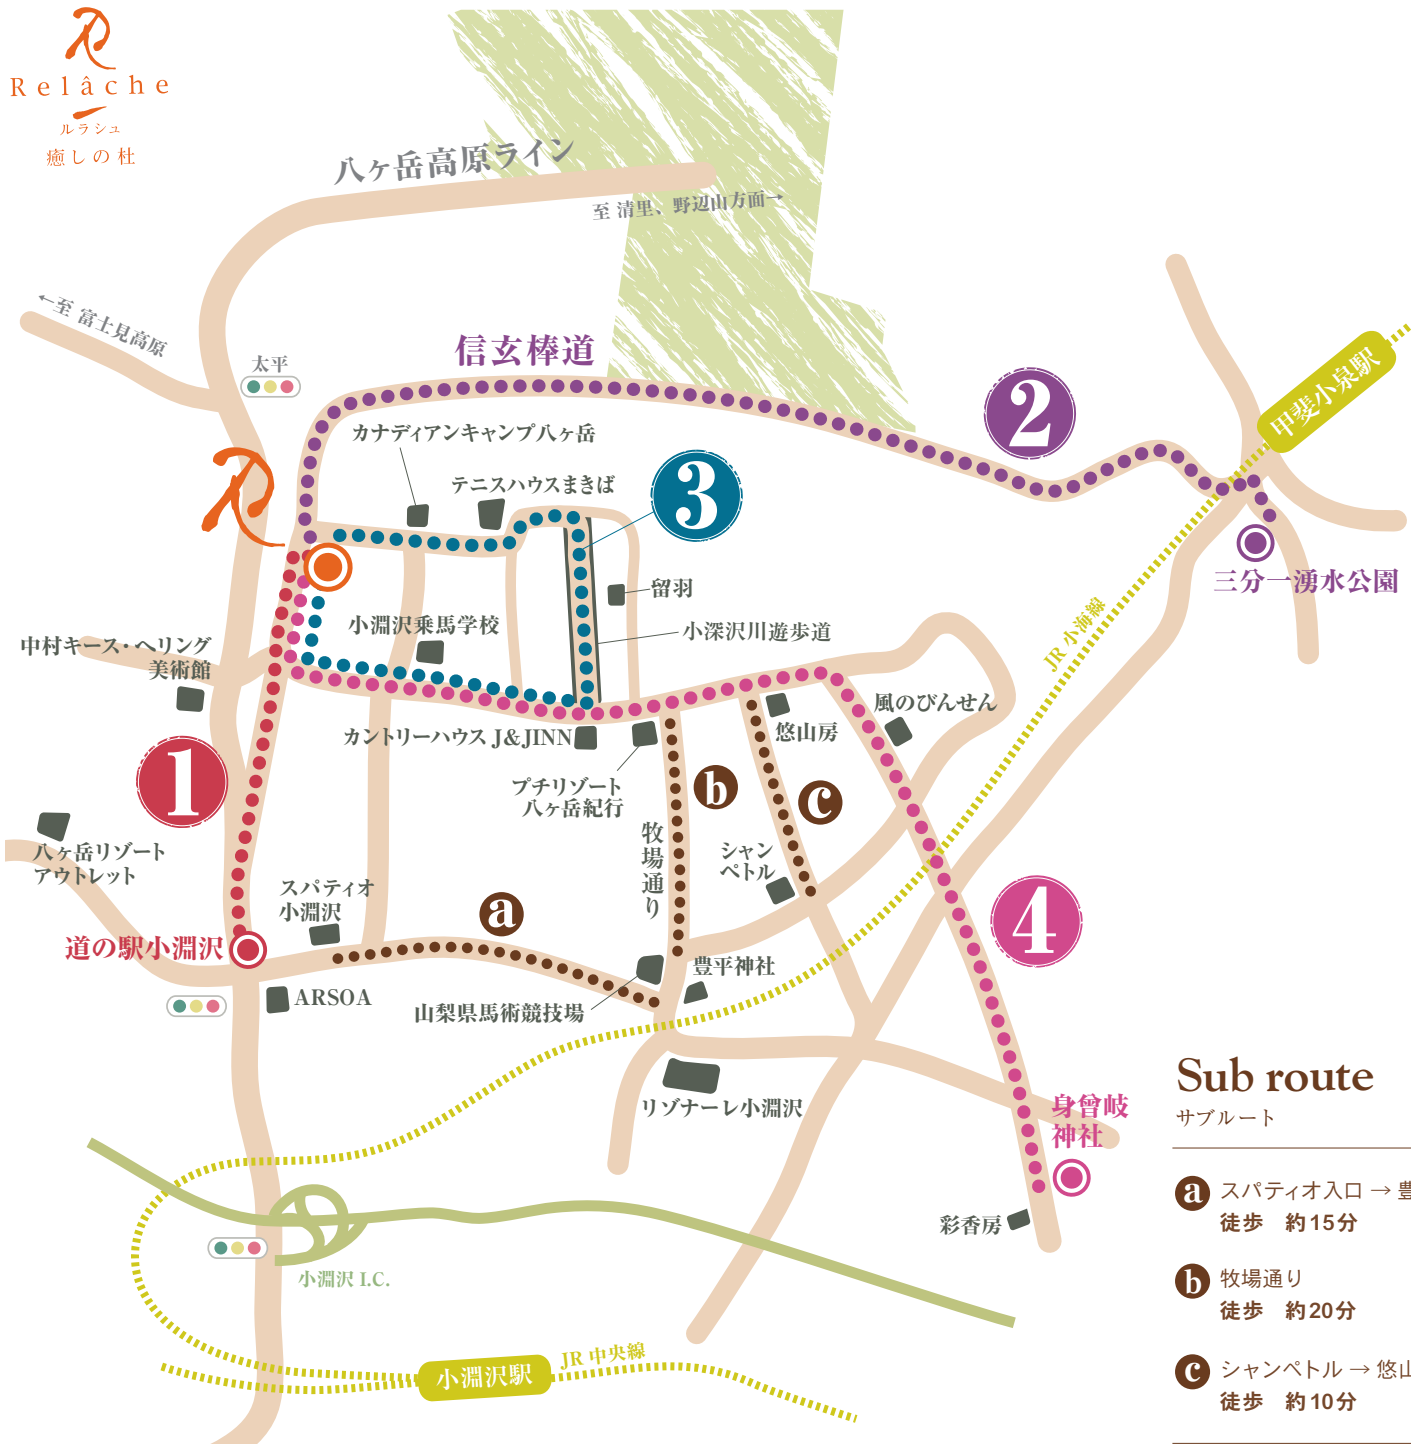 R
Relâche
ルラシュ
癒しの杜
八ヶ岳高原ライン
至 清里、野辺山方面→
←至 富士見高原
太平
信玄棒道
2
甲斐小泉駅
カナディアンキャンプ八ヶ岳
テニスハウスまきば
3
R
三分一湧水公園
留羽
小淵沢乗馬学校
小深沢川遊歩道
JR 小海線
中村キース・ヘリング
美術館
風のびんせん
悠山房
カントリーハウス J&JINN
1
プチリゾート
八ヶ岳紀行
b
c
牧場通り
シャン
ペトル
八ヶ岳リゾート
アウトレット
スパティオ
小淵沢
a
4
道の駅小淵沢
豊平神社
ARSOA
山梨県馬術競技場
リゾナーレ小淵沢
身曾岐
神社
彩香房
小淵沢 I.C.
JR 中央線
小淵沢駅
Sub route
サブルート
a スパティオ入口 → 豊
徒歩 約15分
b 牧場通り
徒歩 約20分
c シャンペトル → 悠山
徒歩 約10分